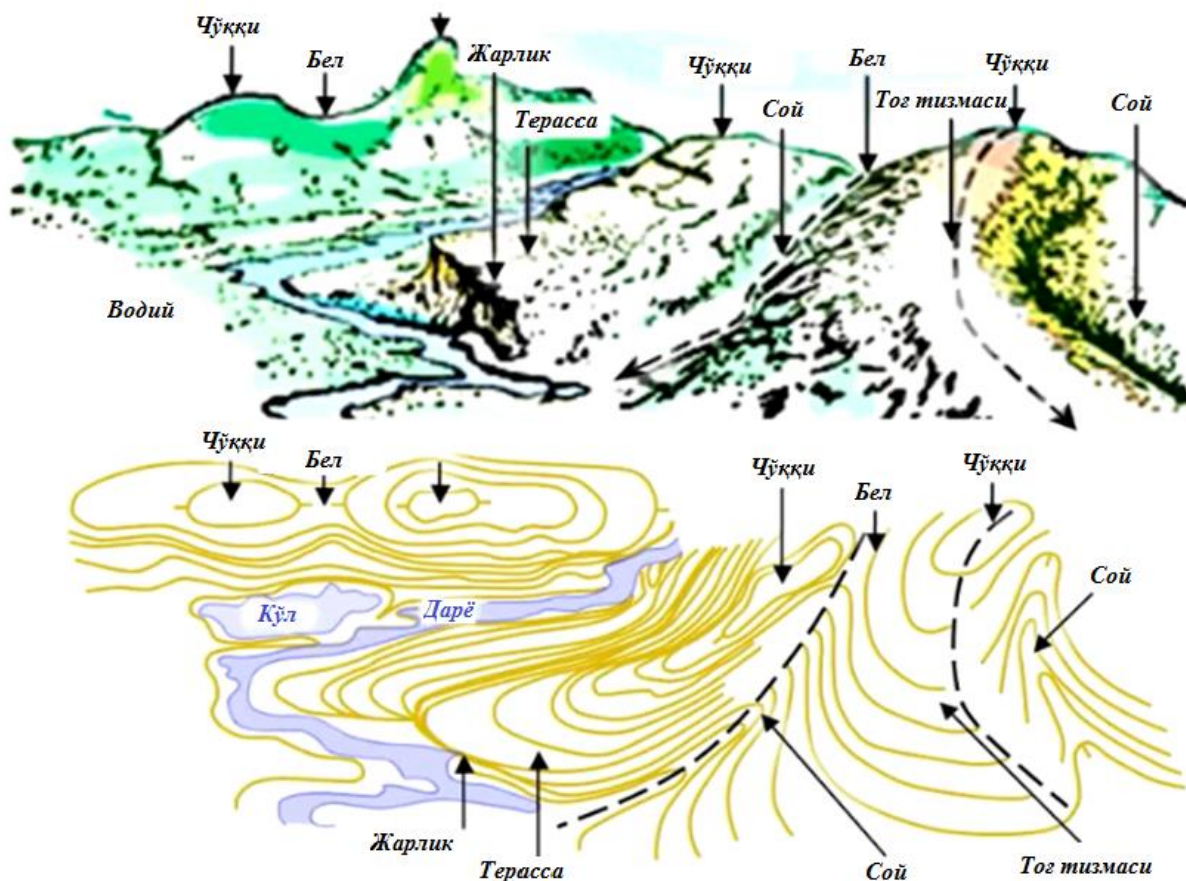 Чўққи
Бел
Жарлик
Терасса
Чўққи
Сой
Бел
Тоғ тизмаси
Чўққи
Сой
Водий
Чўққи
Бел
Чўққи
Бел
Чўққи
Сой
Кўл
Дарё
Жарлик
Терасса
Сой
Тоғ тизмаси